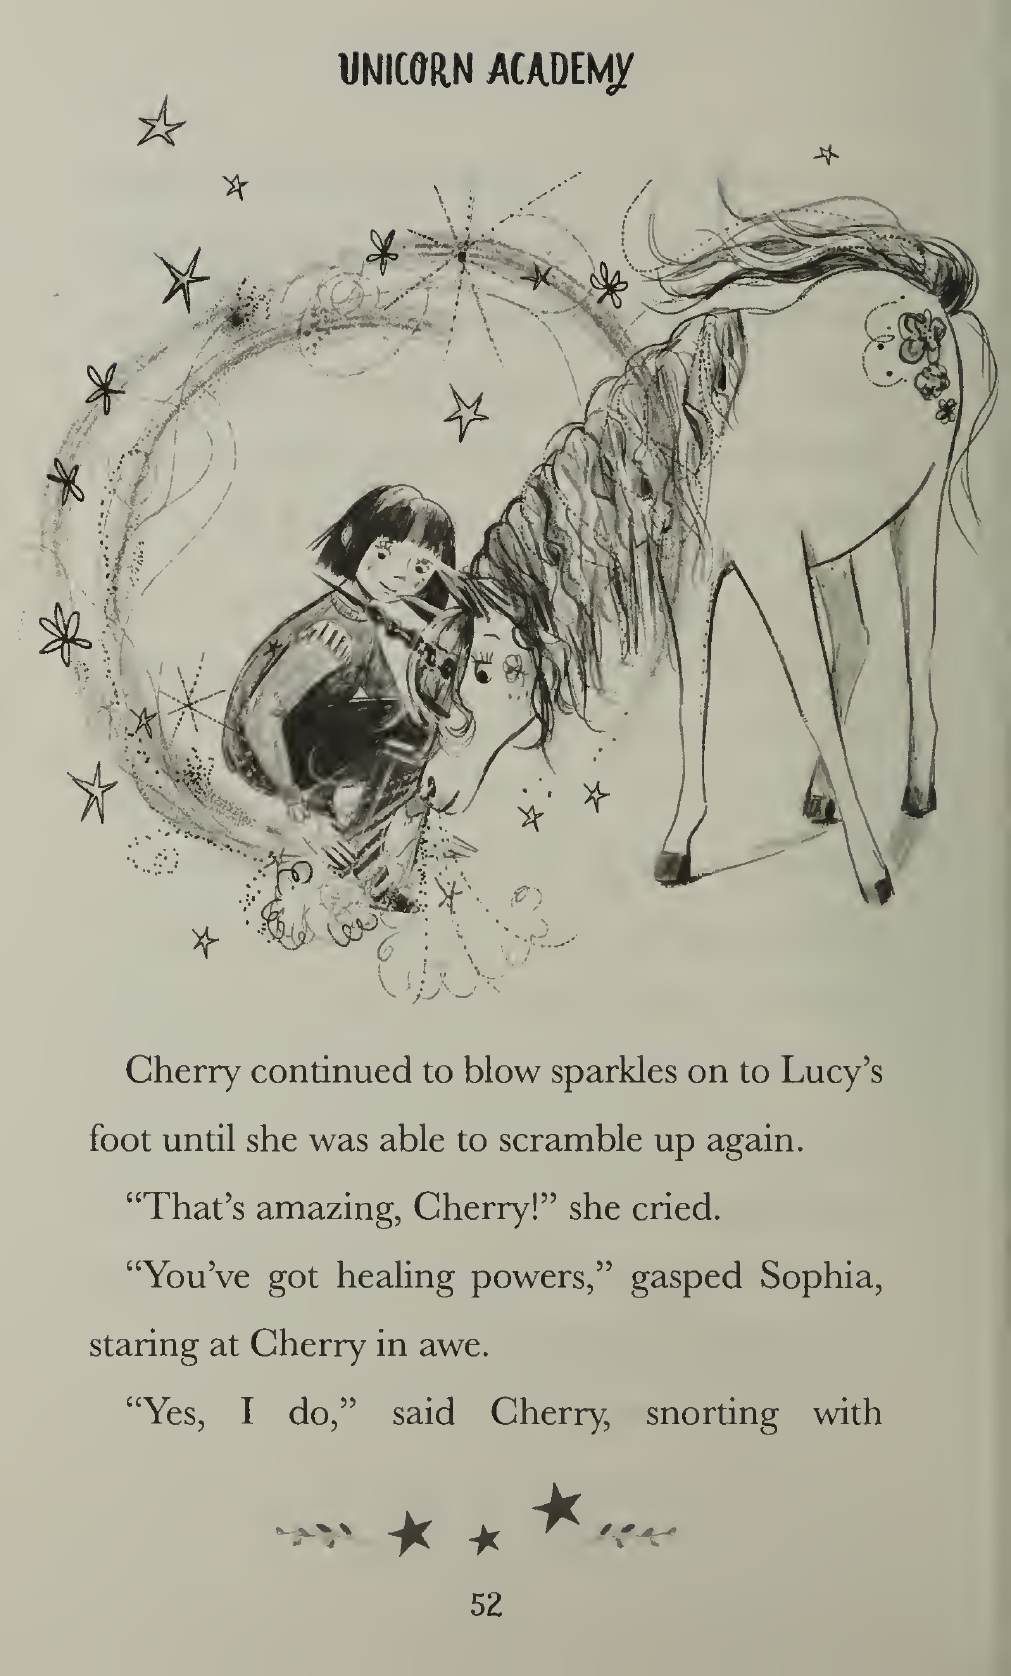 UNICORN ACADEMY
Cherry continued to blow sparkles on to Lucy’s
foot until she was able to scramble up again.
“That’s amazing, Cherry!” she cried.
“You’ve got healing powers,” gasped Sophia,
staring at Cherry in awe.
“Yes, I do,” said Cherry, snorting with
52